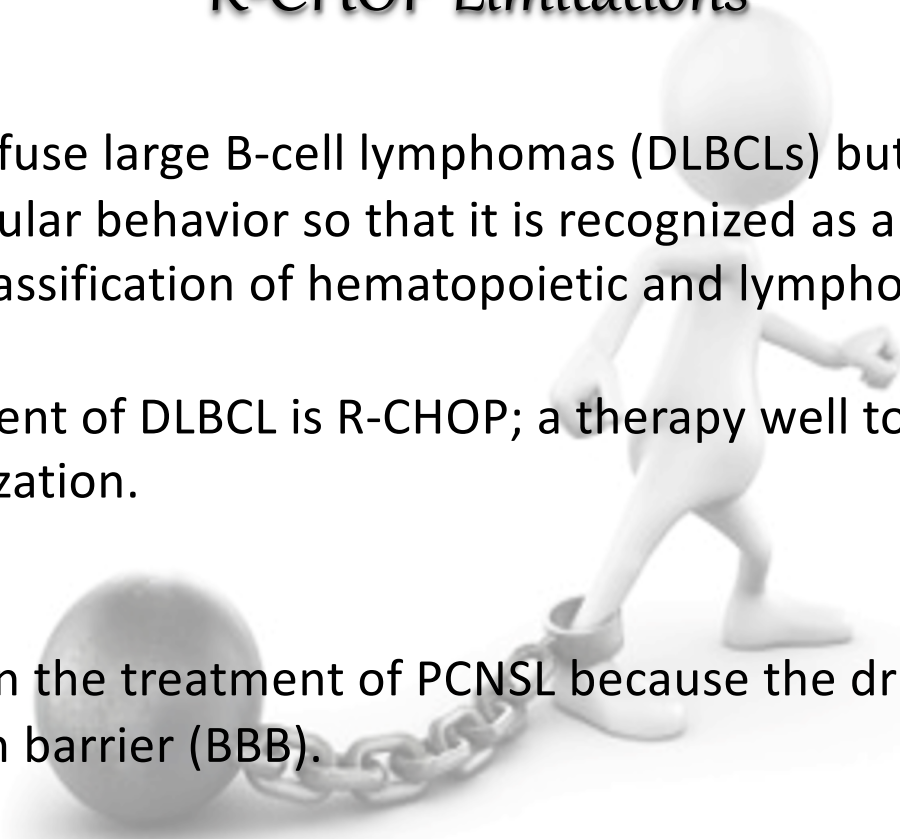 R-CHOP Limitations
fuse large B-cell lymphomas (DLBCLs) but
ular behavior so that it is recognized as a
assification of hematopoietic and lympho
ent of DLBCL is R-CHOP; a therapy well to
zation.
n the treatment of PCNSL because the dr
n barrier (BBB).